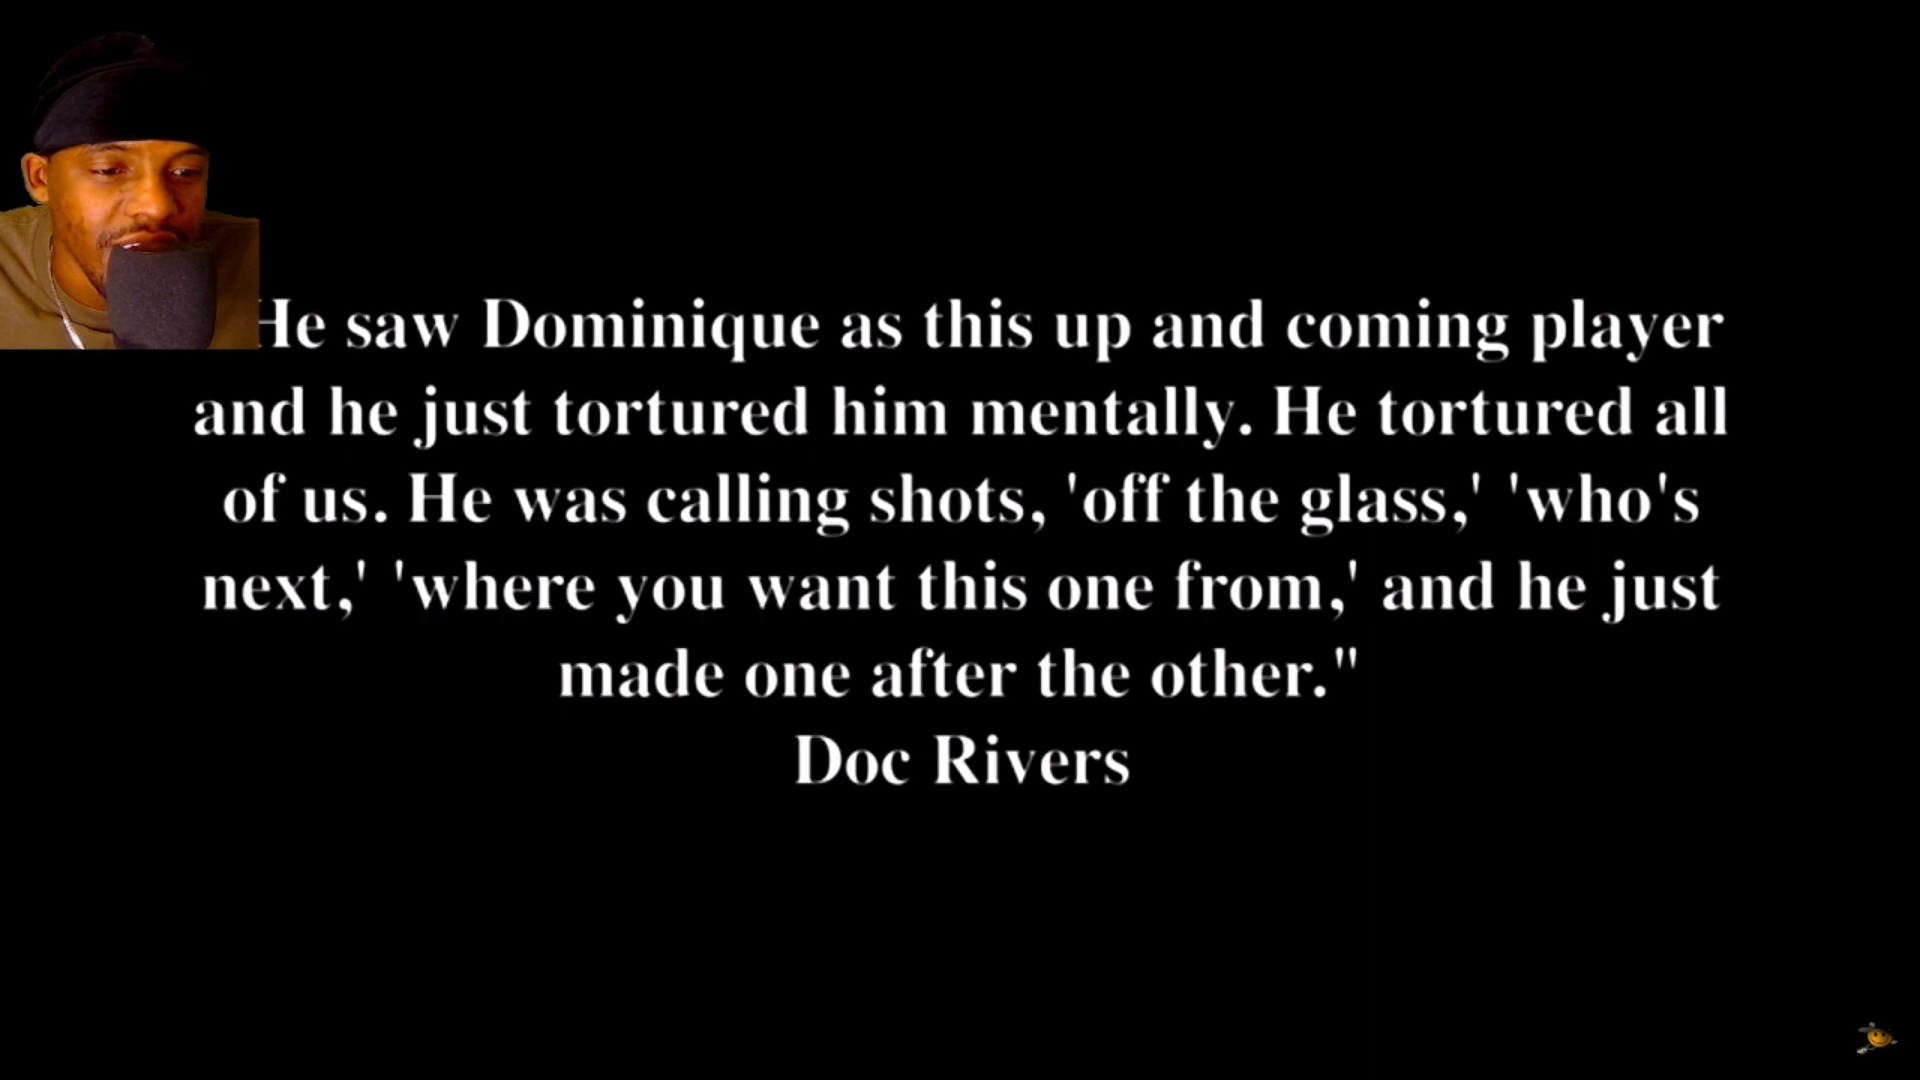 He saw Dominique as this up and coming player
and he just tortured him mentally. He tortured all
of us. He was calling shots, 'off the glass,' 'who's
next,' 'where you want this one from,' and he just
made one after the other."
Doc Rivers